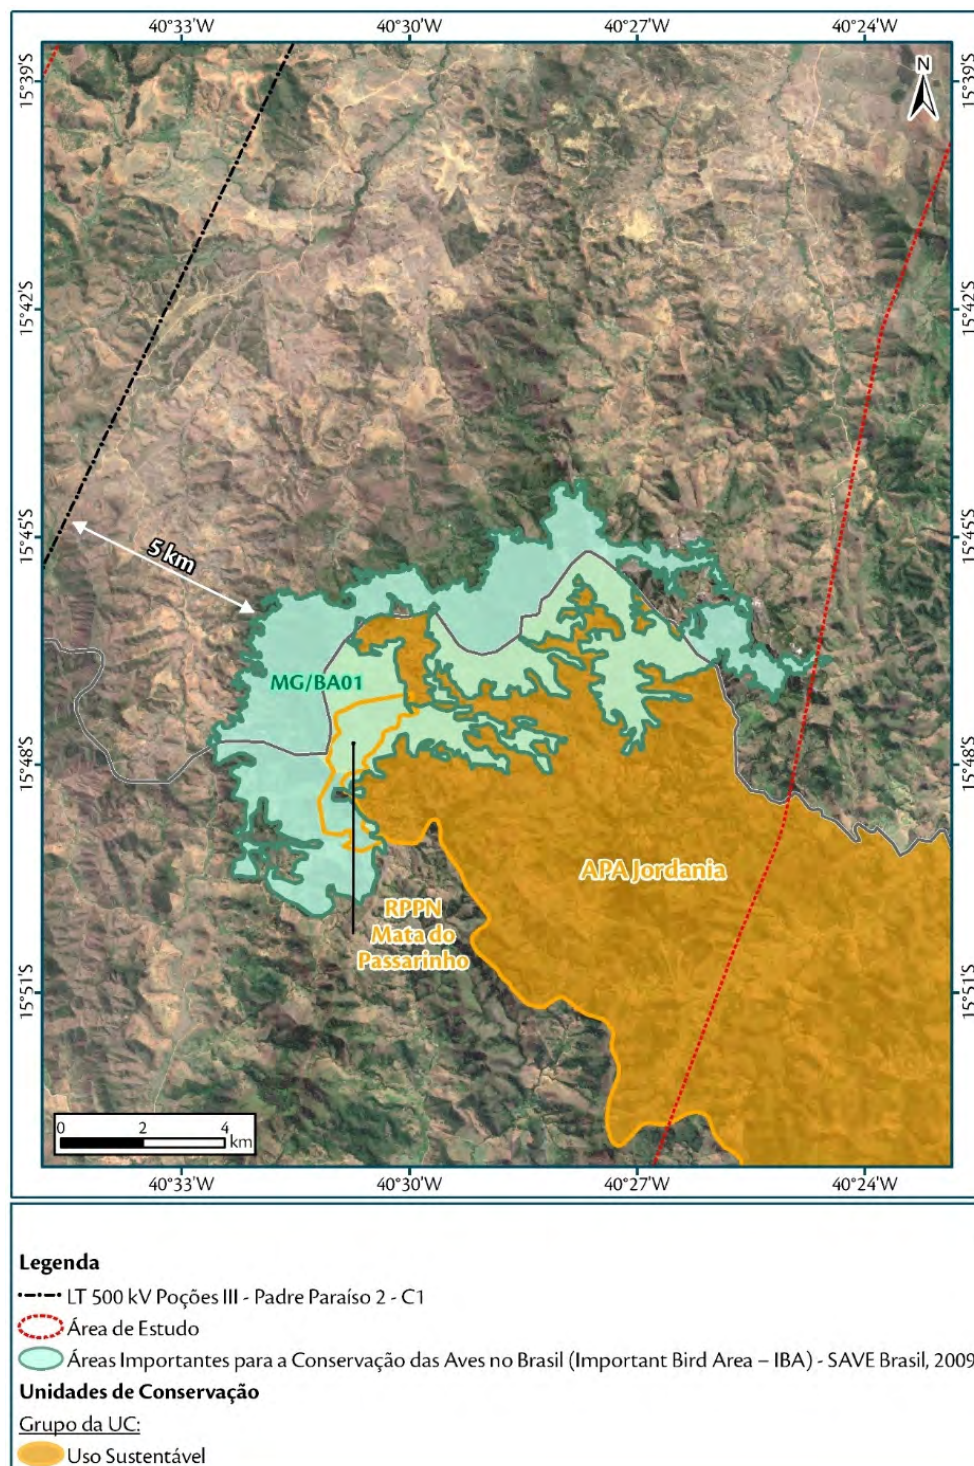 40°33'W
40°30'W
40°27'W
40°24'W
15°39'S
15°39'S
N
15°42'S
15°42'S
15°45'S
15°45'S
5 km
MG/BA01
15°48'S
15°48'S
APA Jordania
RPPN
Mata do
Passarinho
15°51'S
15°51'S
0 2 4
km
40°33'W
40°30'W
40°27'W
40°24'W
Legenda
LT 500 kV Poções III - Padre Paraíso 2 - C1
Área de Estudo
Áreas Importantes para a Conservação das Aves no Brasil (Important Bird Area – IBA) - SAVE Brasil, 2009
Unidades de Conservação
Grupo da UC:
Uso Sustentável